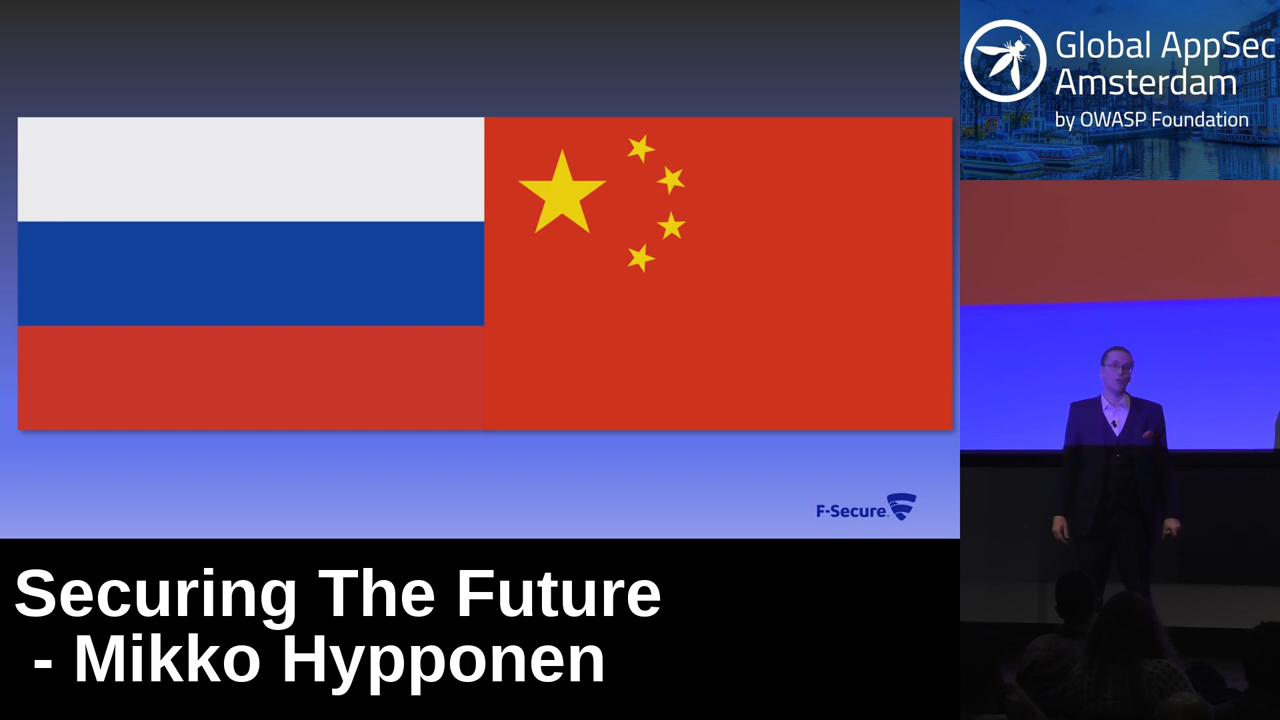 Global AppSec
Amsterdam
by OWASP Foundation
F-Secure
Securing The Future
- Mikko Hypponen